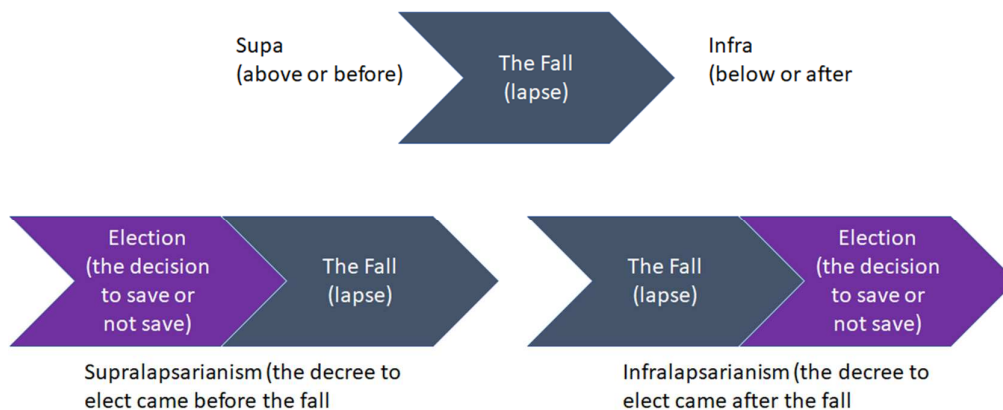 Supa
(above or before)
The Fall
(lapse)
Infra
(below or after
Election
(the decision
to save or
not save)
The Fall
(lapse)
The Fall
(lapse)
Election
(the decision
to save or
not save)
Supralapsarianism (the decree to
elect came before the fall
Infralapsarianism (the decree to
elect came after the fall